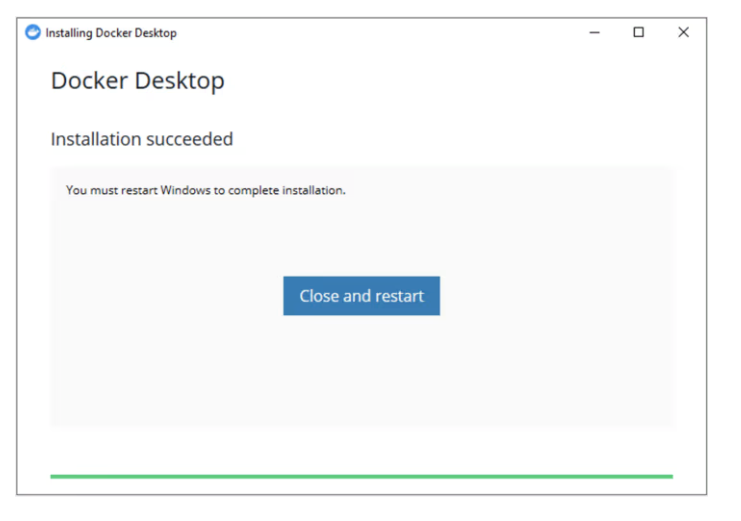 Installing Docker Desktop
Docker Desktop
Installation succeeded
You must restart Windows to complete installation.
Close and restart